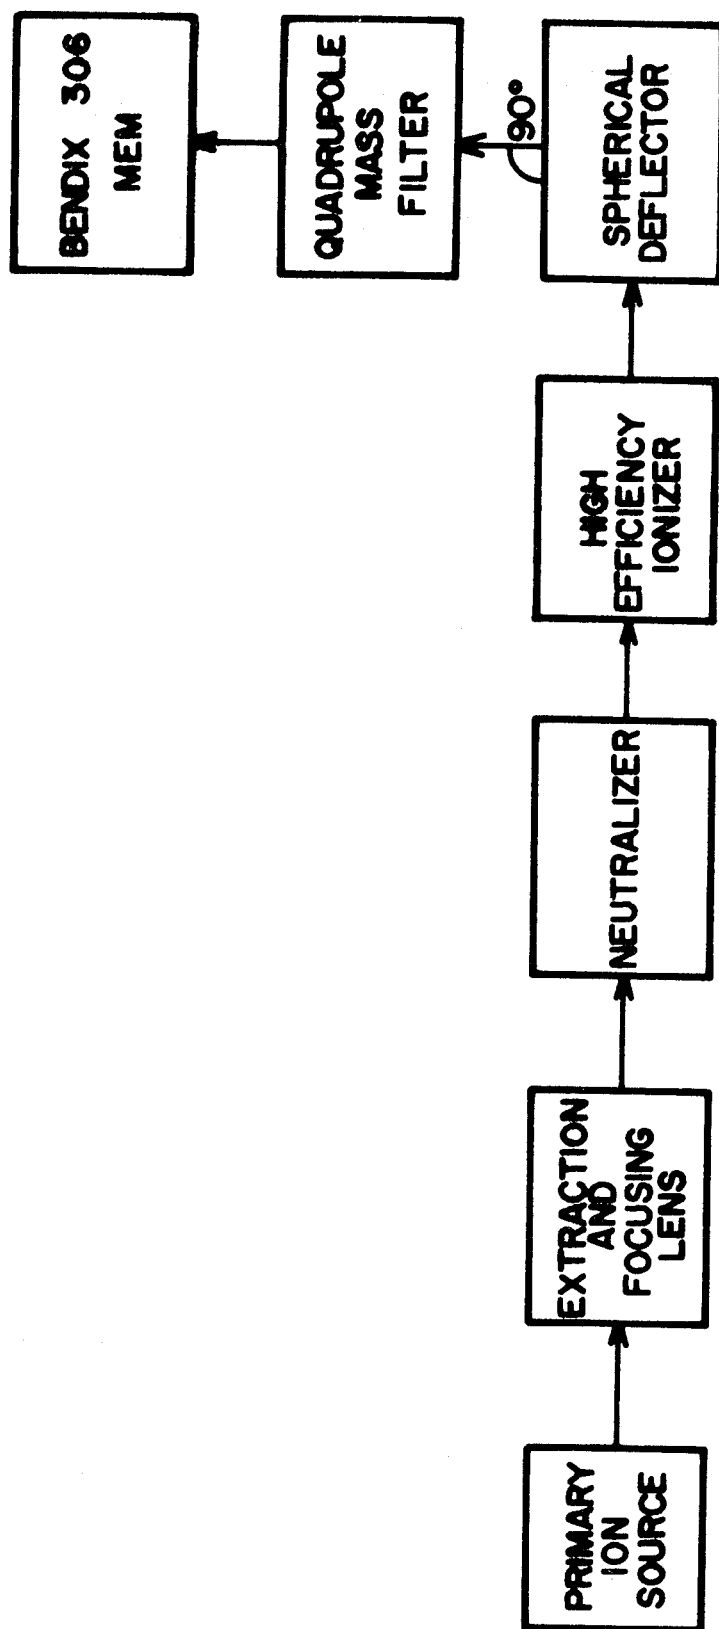 PRIMARY
ION
SOURCE
EXTRACTION
AND
FOCUSING
LENS
NEUTRALIZER
HIGH
EFFICIENCY
IONIZER
SPHERICAL
DEFLECTOR
90°
QUADRUPOLE
MASS
FILTER
BENDIX 306
MEM